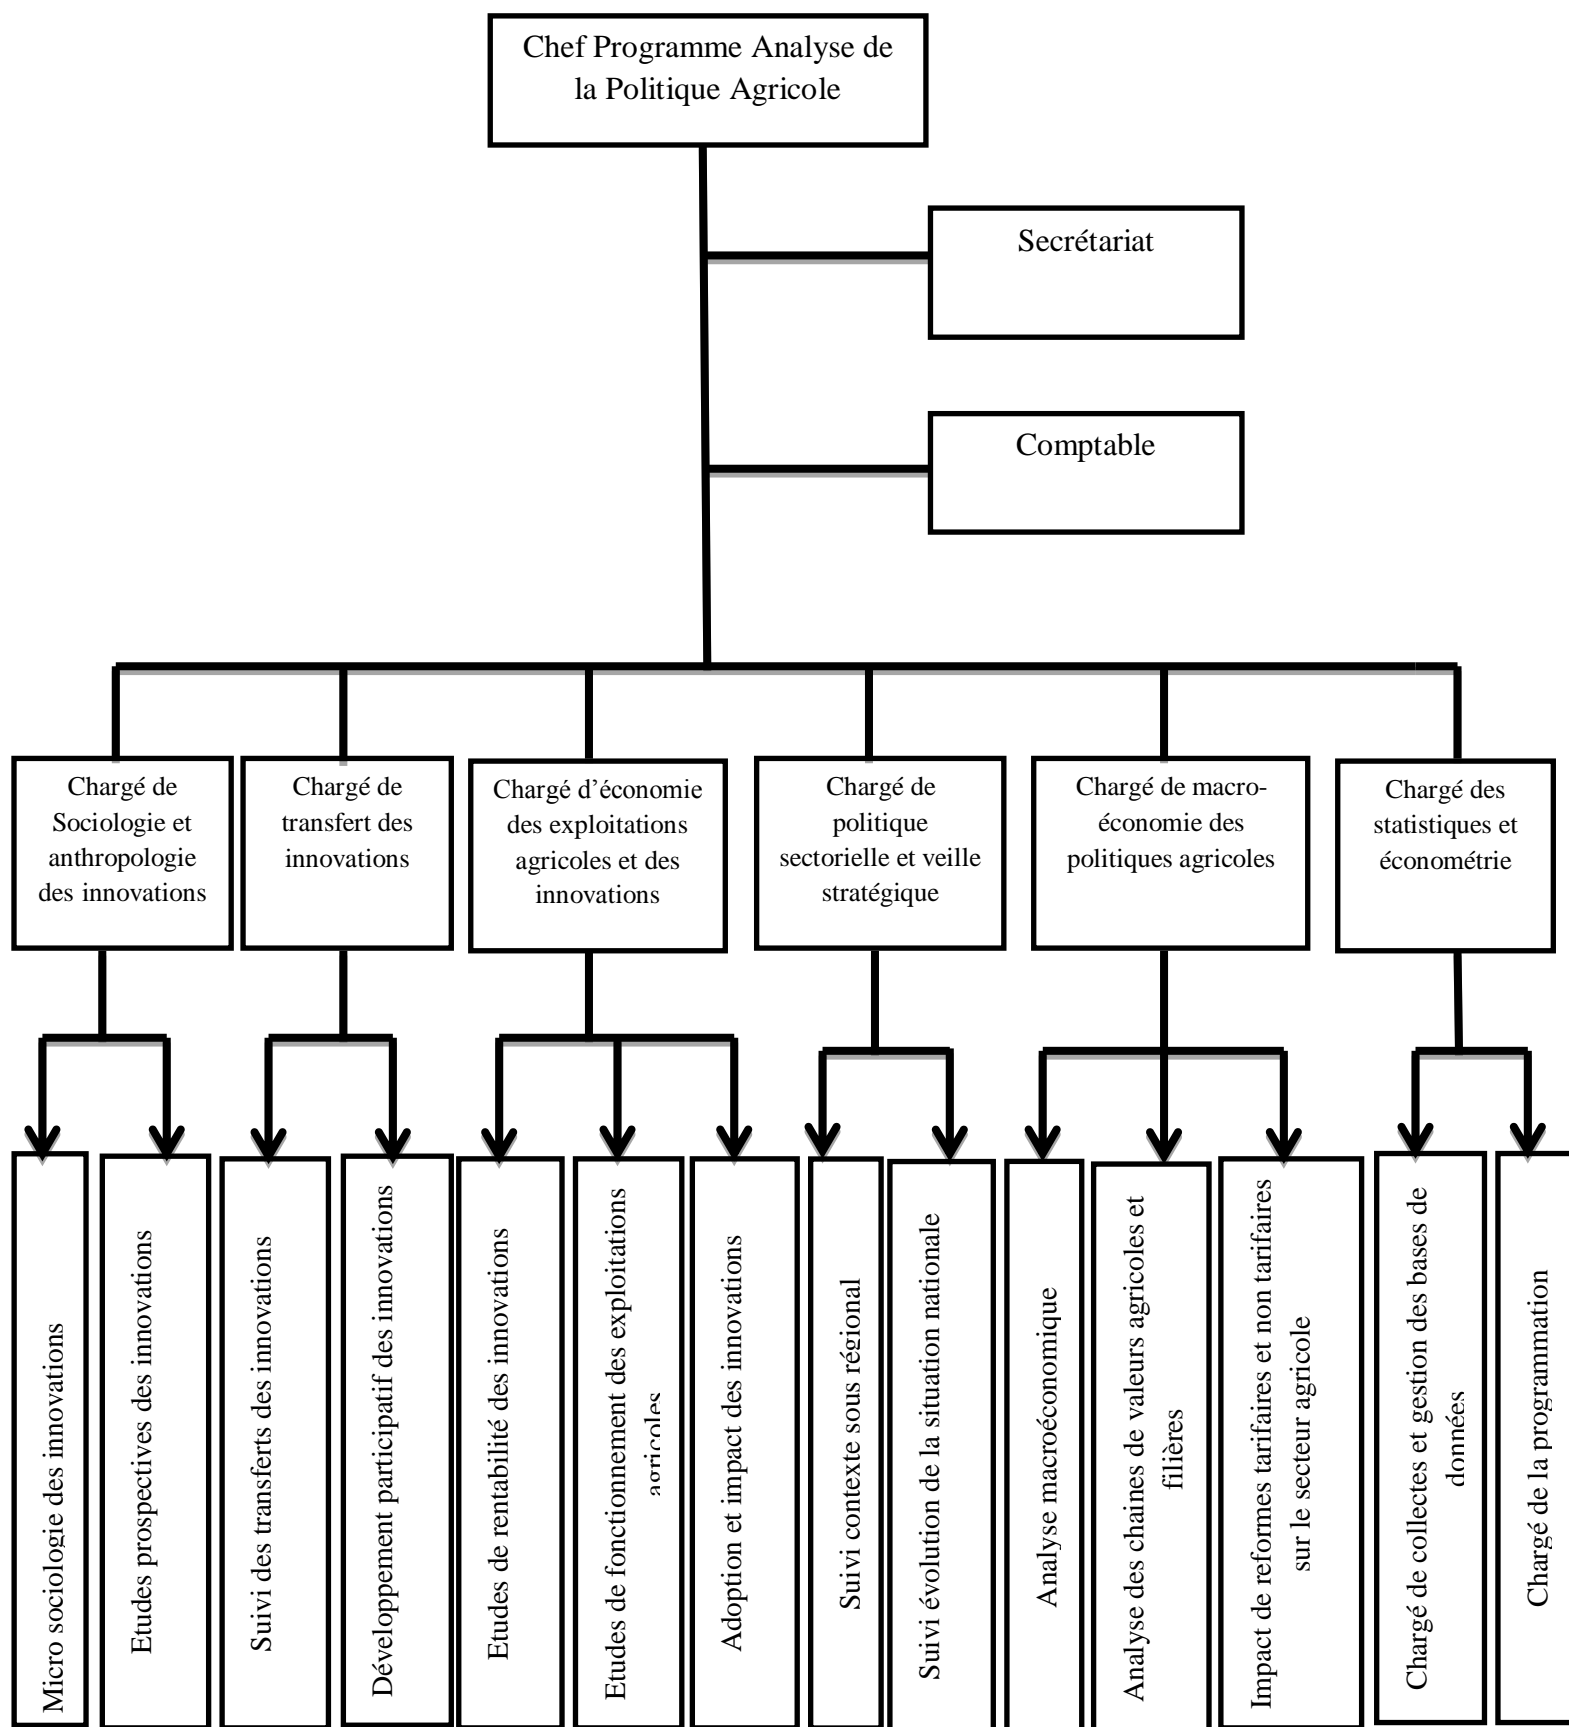 Chef Programme Analyse de
la Politique Agricole
Secrétariat
Comptable
Chargé de
Sociologie et
anthropologie
des innovations
Chargé de
transfert des
innovations
Chargé d’économie
des exploitations
agricoles et des
innovations
Chargé de
politique
sectorielle et veille
stratégique
Chargé de macro-
économie des
politiques agricoles
Chargé des
statistiques et
économétrie
Micro sociologie des innovations
Etudes prospectives des innovations
Suivi des transferts des innovations
Développement participatif des innovations
Etudes de rentabilité des innovations
Etudes de fonctionnement des exploitations
agricoles
Adoption et impact des innovations
Suivi contexte sous régional
Suivi évolution de la situation nationale
Analyse macroéconomique
Analyse des chaines de valeurs agricoles et
filières
Impact de reformes tarifaires et non tarifaires
sur le secteur agricole
Chargé de collectes et gestion des bases de
données
Chargé de la programmation